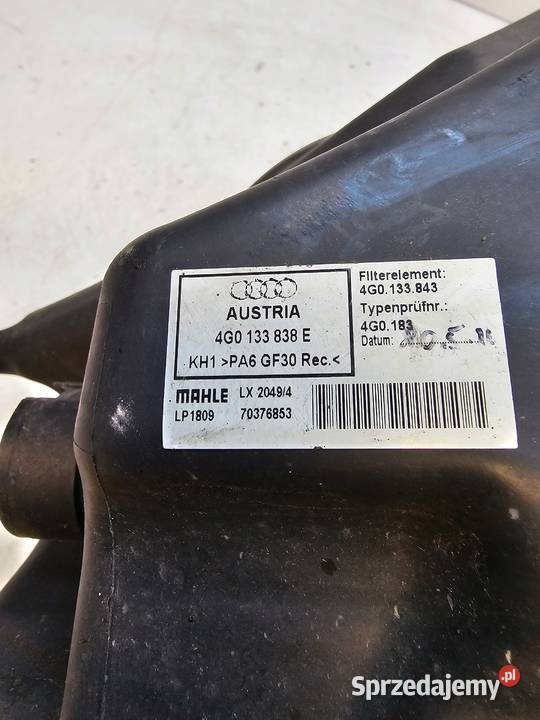 AUSTRIA
4G0 133 838 E
KH1 >PA6 GF30 Rec.<
MAHLE LX 2049/4
LP1809 70376853
Filterelement:
4G0.133.843
Typenprüfnr.:
4G0.183
Datum:
Sprzedajemy.pl